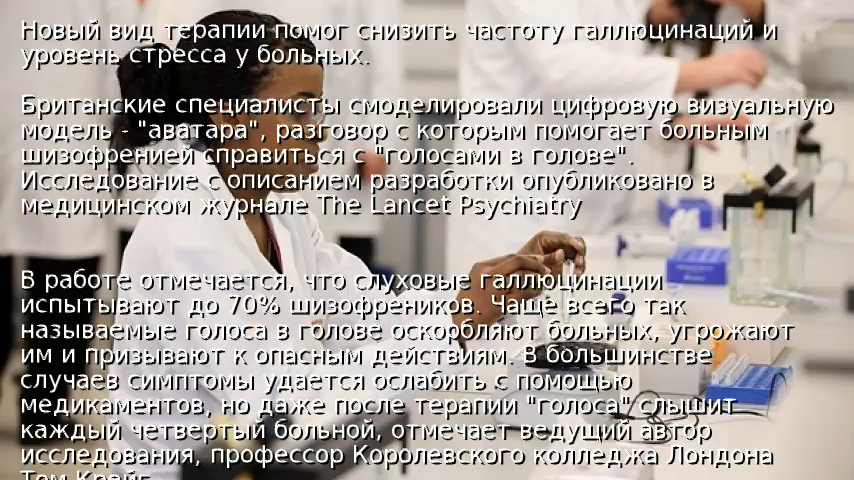 Новый вид терапии помог снизить частоту галлюцинаций и
уровень стресса у больных.
Британские специалисты смоделировали цифровую визуальную
модель - "аватара", разговор с которым помогает больным
шизофренией справиться с "голосами в голове".
Исследование с описанием разработки опубликовано в
медицинском журнале The Lancet Psychiatry
В работе отмечается, что слуховые галлюцинации
испытывают до 70% шизофреников. Чаще всего так
называемые голоса в голове оскорбляют больных, угрожают
им и призывают к опасным действиям. В большинстве
случаев симптомы удается ослабить с помощью
медикаментов, но даже после терапии "голоса" слышит
каждый четвертый больной, отмечает ведущий автор
исследования, профессор Королевского колледжа Лондона
Том Крейг